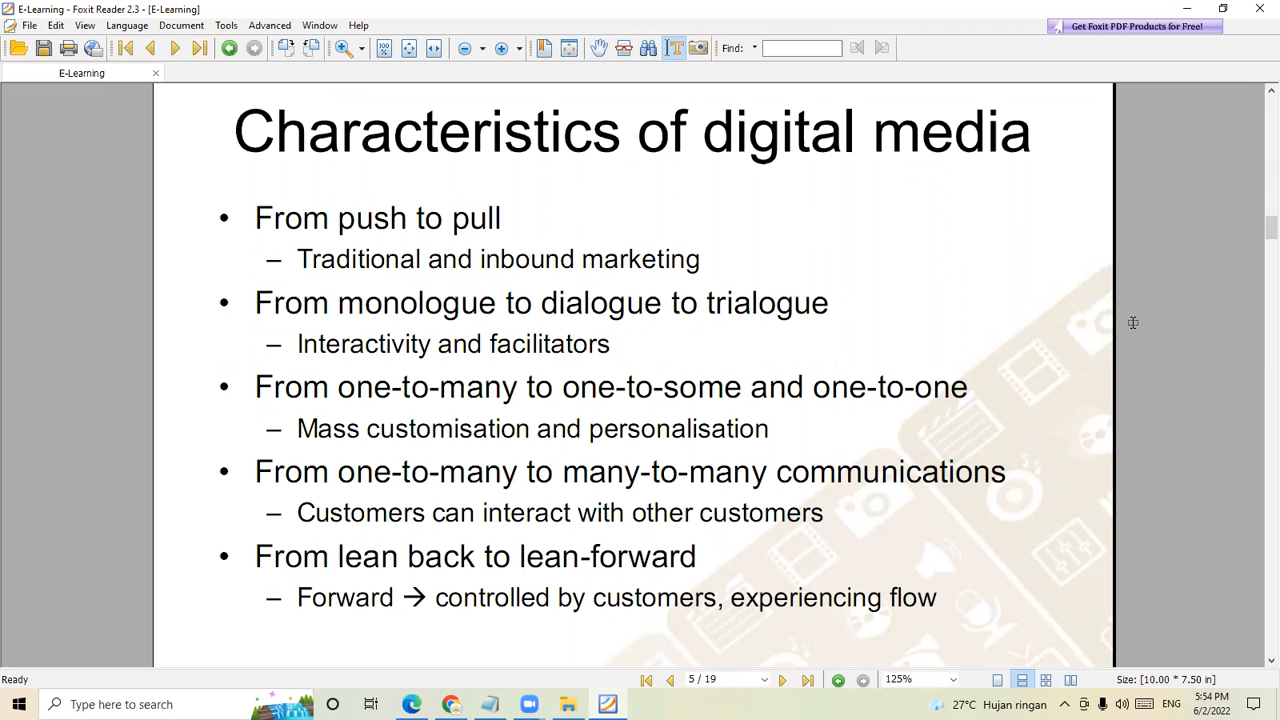 E-Learning - Foxit Reader 2.3 - [E-Learning]
File Edit View Language Document Tools Advanced Window Help
Get Foxit PDF Products for Free!
Find:
E-Learning
Characteristics of digital media
• From push to pull
– Traditional and inbound marketing
• From monologue to dialogue to trialogue
– Interactivity and facilitators
• From one-to-many to one-to-some and one-to-one
– Mass customisation and personalisation
• From one-to-many to many-to-many communications
– Customers can interact with other customers
• From lean back to lean-forward
– Forward → controlled by customers, experiencing flow
Ready
5 / 19
125%
Size: [10.00 * 7.50 in]
Type here to search
27°C Hujan ringan
ENG
5:54 PM
6/2/2022